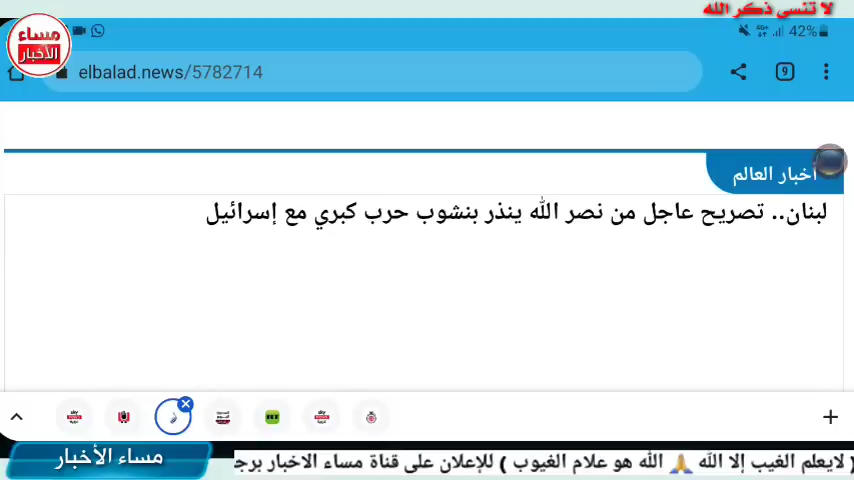 لا تنسى ذكر الله
مساء
الأخبار
42%
elbalad.news/5782714
9
أخبار العالم
لبنان.. تصريح عاجل من نصر الله ينذر بنشوب حرب كبري مع إسرائيل
مساء الأخبار
( لايعلم الغيب إلا الله 🙏 الله هو علام الغيوب ) للإعلان على قناة مساء الاخبار برجـ